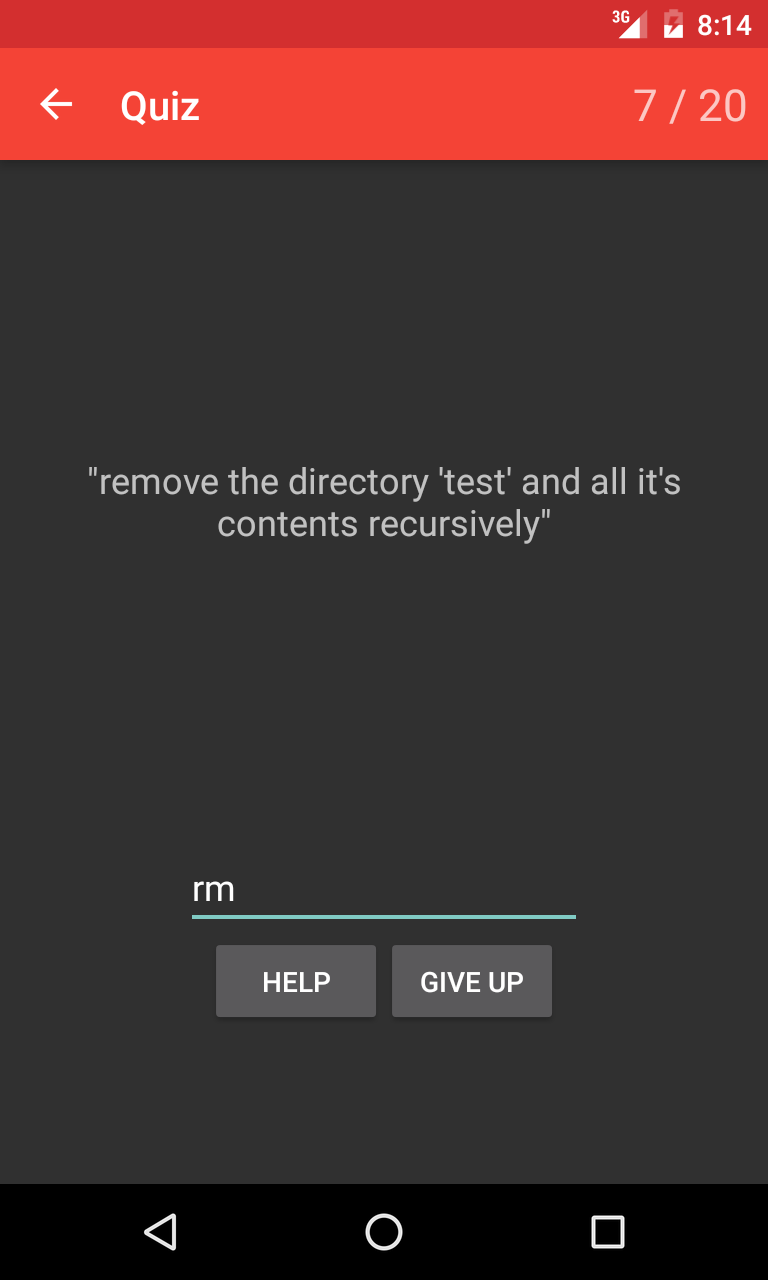 3G 8:14
Quiz 7 / 20
"remove the directory 'test' and all it's
contents recursively"
rm
HELP GIVE UP